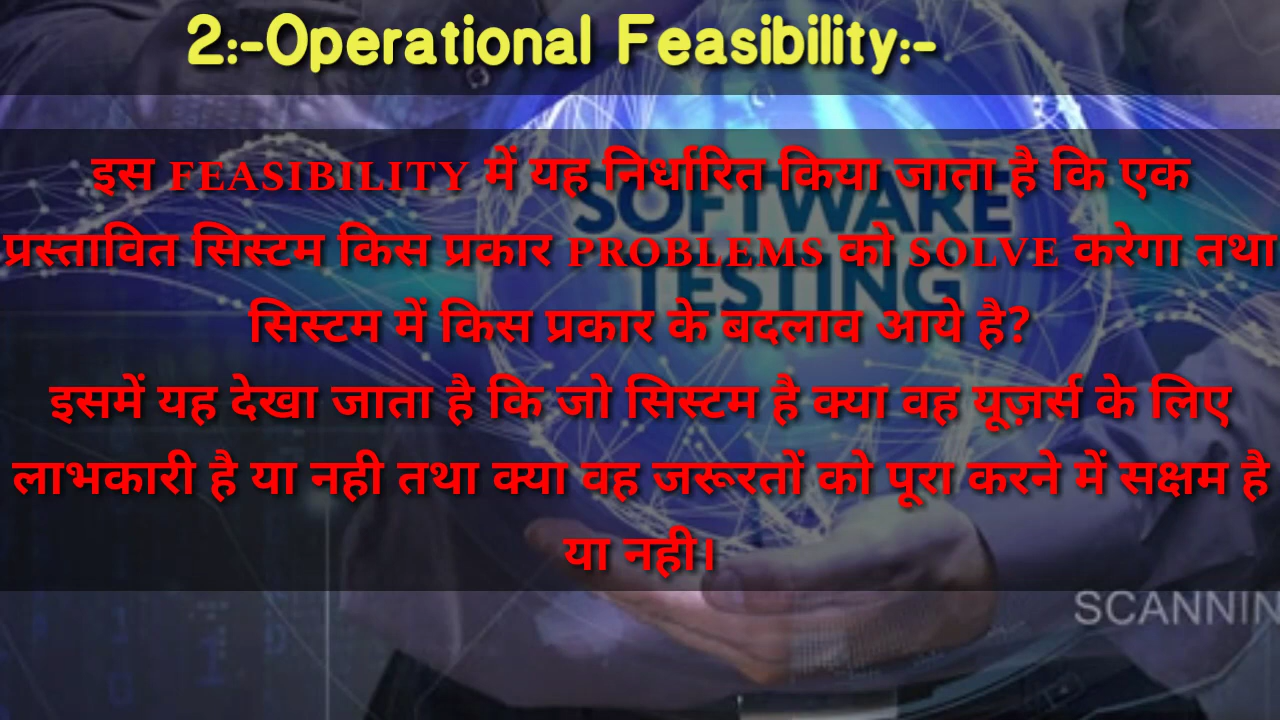 2:-Operational Feasibility:-
इस FEASIBILITY में यह निर्धारित किया जाता है कि एक
प्रस्तावित सिस्टम किस प्रकार PROBLEMS को SOLVE करेगा तथा
सिस्टम में किस प्रकार के बदलाव आये है?
इसमें यह देखा जाता है कि जो सिस्टम है क्या वह यूज़र्स के लिए
लाभकारी है या नही तथा क्या वह जरूरतों को पूरा करने में सक्षम है
या नही।
SOFTWARE
TESTING
SCANNIN